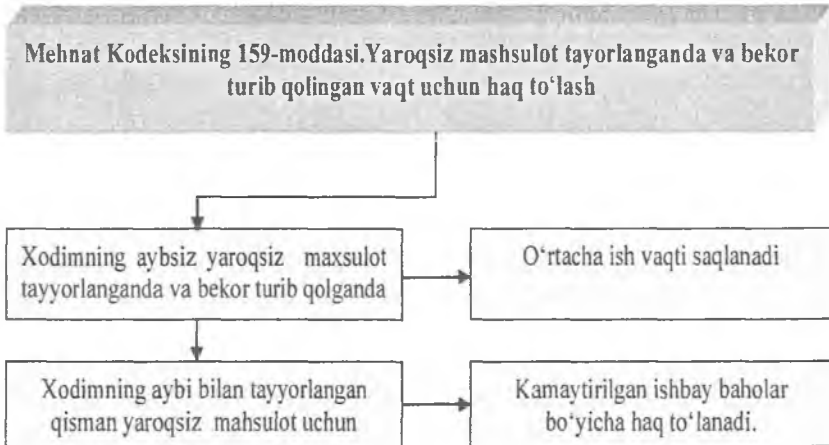 Mehnat Kodeksining 159-moddasi.Yaroqsiz mashsulot tayorlanganda va bekor
turib qolingan vaqt uchun haq to‘lash
Xodimning aybsiz yaroqsiz maxsulot
tayyorlanganda va bekor turib qolganda
O‘rtacha ish vaqti saqlanadi
Xodimning aybi bilan tayyorlangan
qisman yaroqsiz mahsulot uchun
Kamaytirilgan ishbay baholar
bo‘yicha haq to‘lanadi.